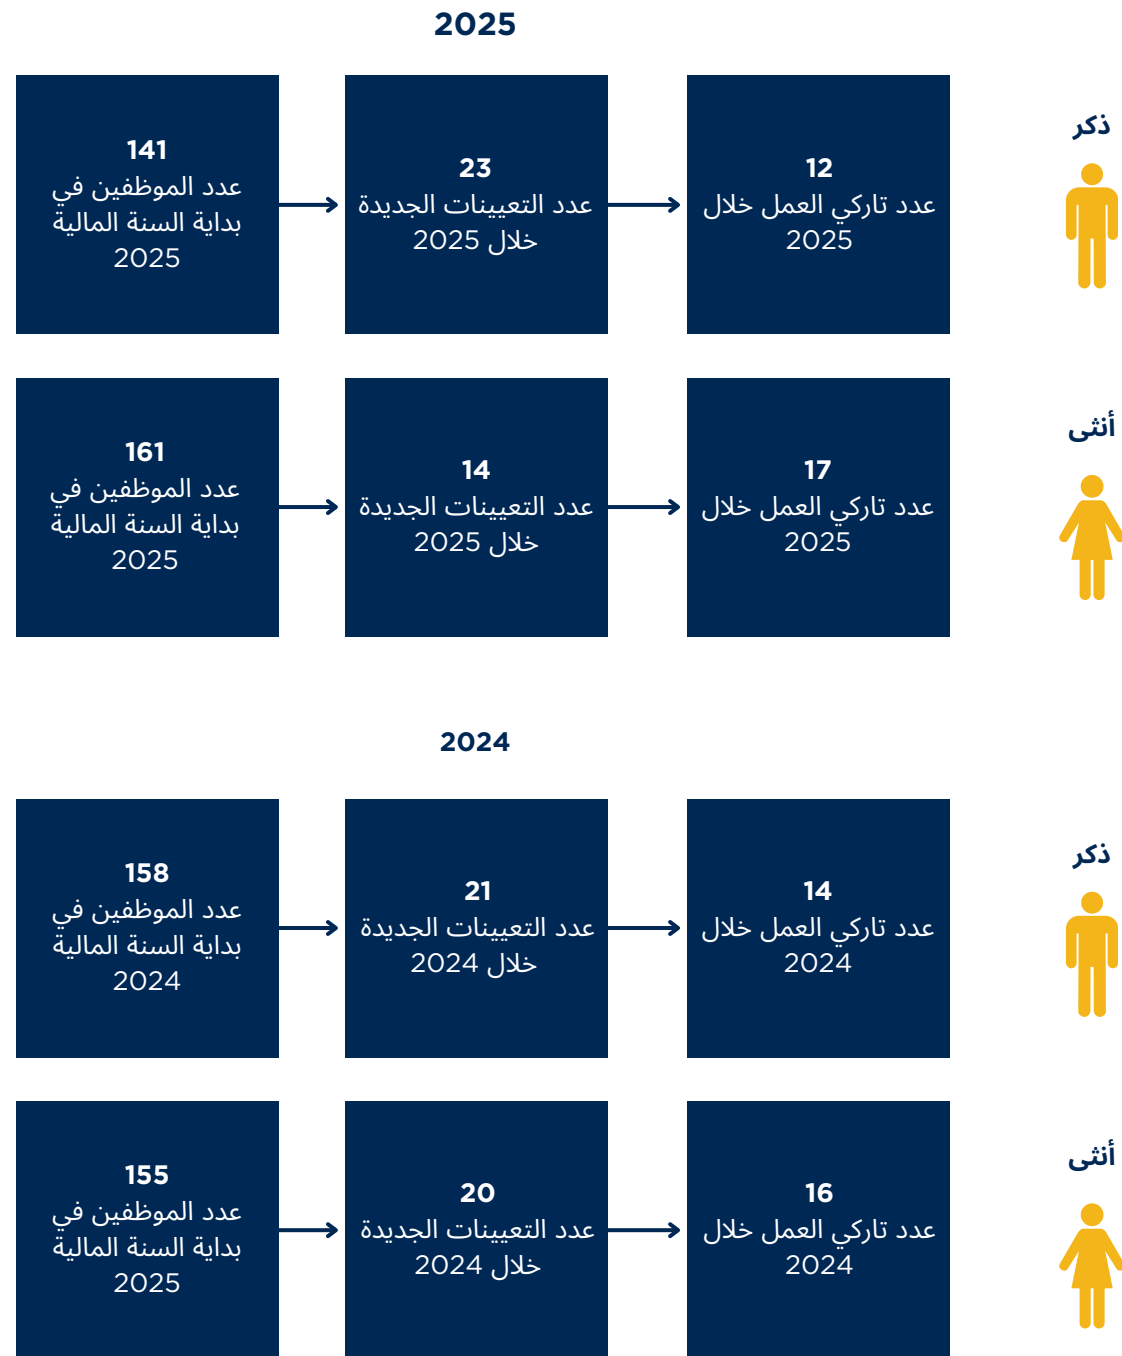 2025
141
عدد الموظفين في
بداية السنة المالية
2025
23
عدد التعيينات الجديدة
خلال 2025
12
عدد تاركي العمل خلال
2025
ذكر
161
عدد الموظفين في
بداية السنة المالية
2025
14
عدد التعيينات الجديدة
خلال 2025
17
عدد تاركي العمل خلال
2025
أنثى
2024
158
عدد الموظفين في
بداية السنة المالية
2024
21
عدد التعيينات الجديدة
خلال 2024
14
عدد تاركي العمل خلال
2024
ذكر
155
عدد الموظفين في
بداية السنة المالية
2025
20
عدد التعيينات الجديدة
خلال 2024
16
عدد تاركي العمل خلال
2024
أنثى